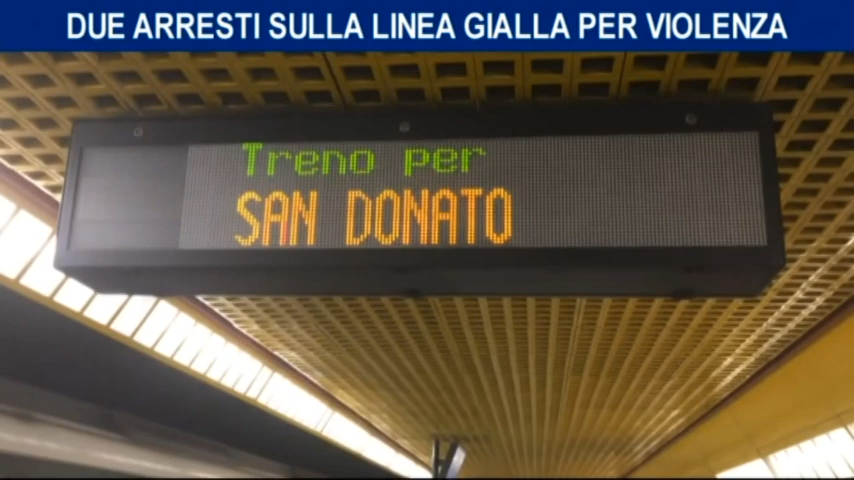 DUE ARRESTI SULLA LINEA GIALLA PER VIOLENZA
Treno per
SAN DONATO